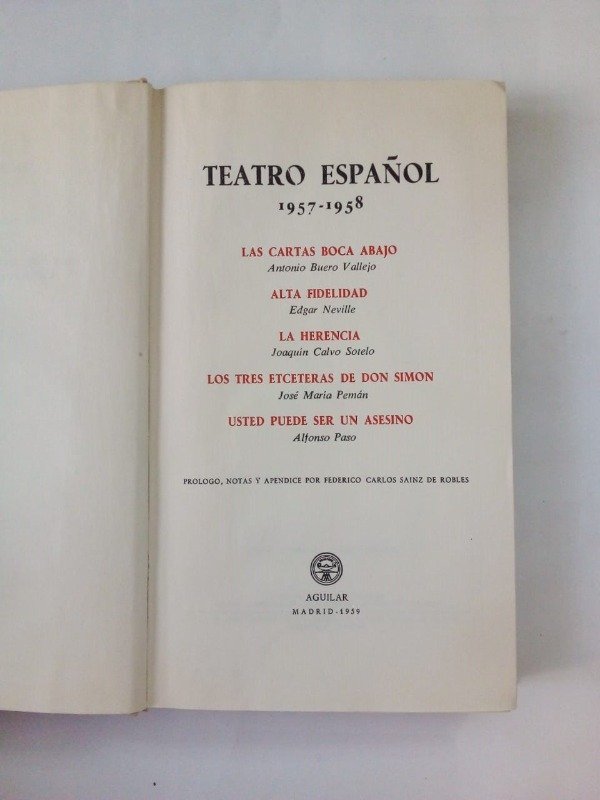 TEATRO ESPAÑOL
1957-1958
LAS CARTAS BOCA ABAJO
Antonio Buero Vallejo
ALTA FIDELIDAD
Edgar Neville
LA HERENCIA
Joaquín Calvo Sotelo
LOS TRES ETCETERAS DE DON SIMON
José María Pemán
USTED PUEDE SER UN ASESINO
Alfonso Paso
PROLOGO, NOTAS Y APENDICE POR FEDERICO CARLOS SAINZ DE ROBLES
AGUILAR
MADRID-1959